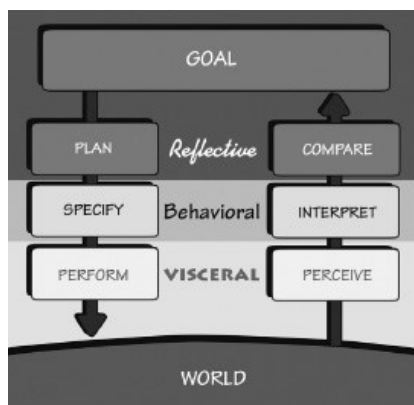 GOAL
PLAN
Reflective
COMPARE
SPECIFY
Behavioral
INTERPRET
PERFORM
VISCERAL
PERCEIVE
WORLD